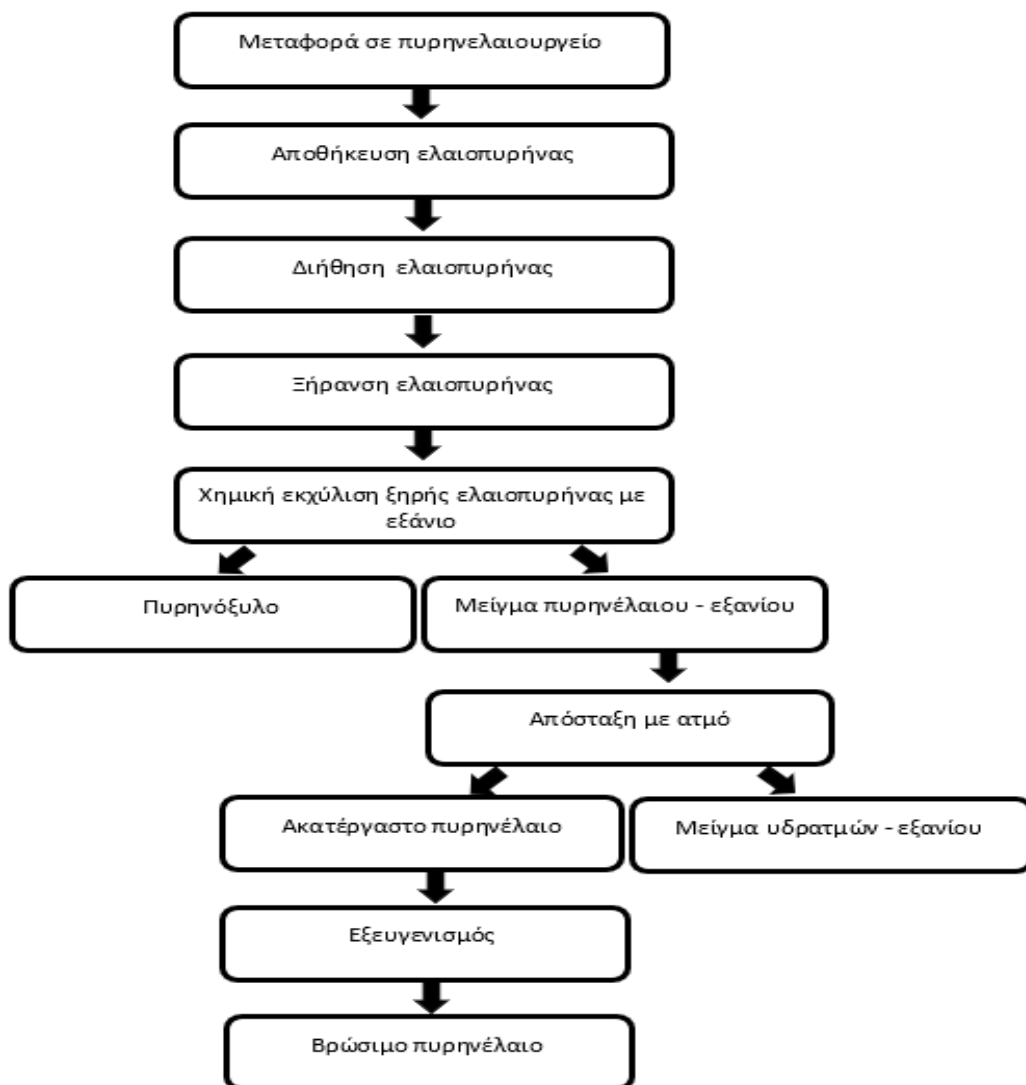 Μεταφορά σε πυρηνελαιουργείο
Αποθήκευση ελαιοπυρήνας
Διήθηση ελαιοπυρήνας
Ξήρανση ελαιοπυρήνας
Χημική εκχύλιση ξηρής ελαιοπυρήνας με
εξάνιο
Πυρηνόξυλο
Μείγμα πυρηνέλαιου - εξανίου
Απόσταξη με ατμό
Ακατέργαστο πυρηνέλαιο
Μείγμα υδρατμών - εξανίου
Εξευγενισμός
Βρώσιμο πυρηνέλαιο